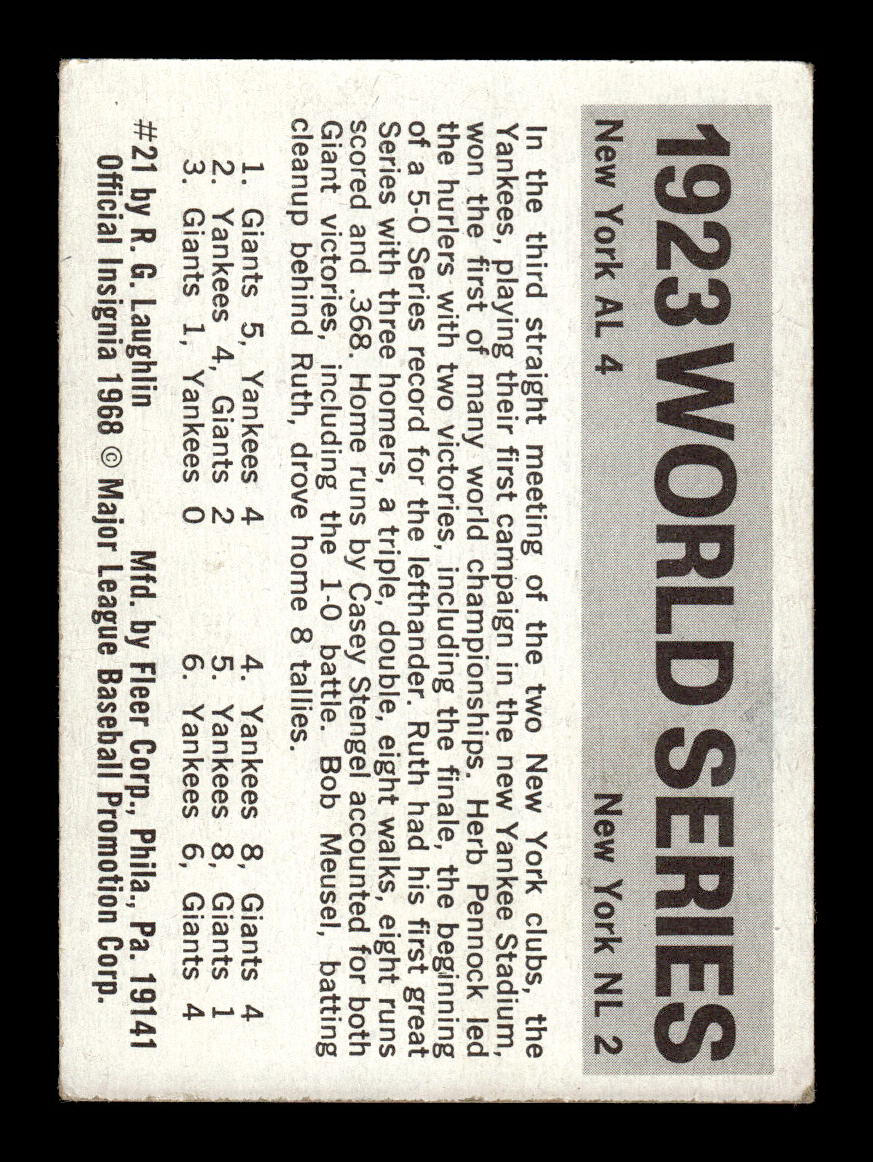 1923 WORLD SERIES
New York AL 4 New York NL 2
In the third straight meeting of the two New York clubs, the
Yankees, playing their first campaign in the new Yankee Stadium,
won the first of many world championships. Herb Pennock led
the hurlers with two victories, including the finale, the beginning
of a 5-0 Series record for the lefthander. Ruth had his first great
Series with three homers, a triple, double, eight walks, eight runs
scored and .368. Home runs by Casey Stengel accounted for both
Giant victories, including the 1-0 battle. Bob Meusel, batting
cleanup behind Ruth, drove home 8 tallies.
1. Giants 5, Yankees 4 4. Yankees 8, Giants 4
2. Yankees 4, Giants 2 5. Yankees 8, Giants 1
3. Giants 1, Yankees 0 6. Yankees 6, Giants 4
#21 by R. G. Laughlin Mfd. by Fleer Corp., Phila., Pa. 19141
Official Insignia 1968 © Major League Baseball Promotion Corp.